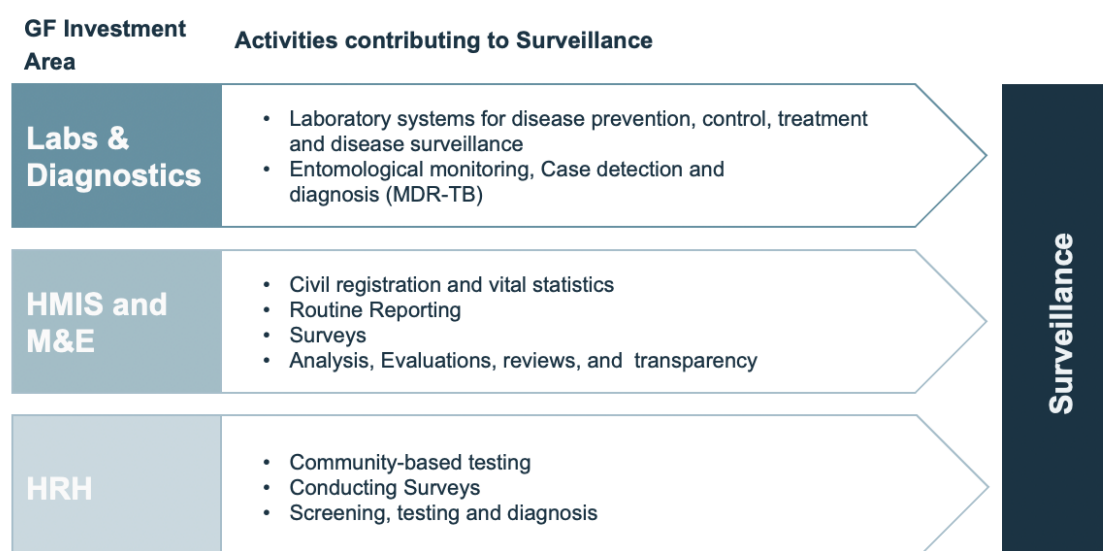 GF Investment
Area
Activities contributing to Surveillance
Labs &
Diagnostics
• Laboratory systems for disease prevention, control, treatment
and disease surveillance
• Entomological monitoring, Case detection and
diagnosis (MDR-TB)
HMIS and
M&E
• Civil registration and vital statistics
• Routine Reporting
• Surveys
• Analysis, Evaluations, reviews, and  transparency
HRH
• Community-based testing
• Conducting Surveys
• Screening, testing and diagnosis
Surveillance